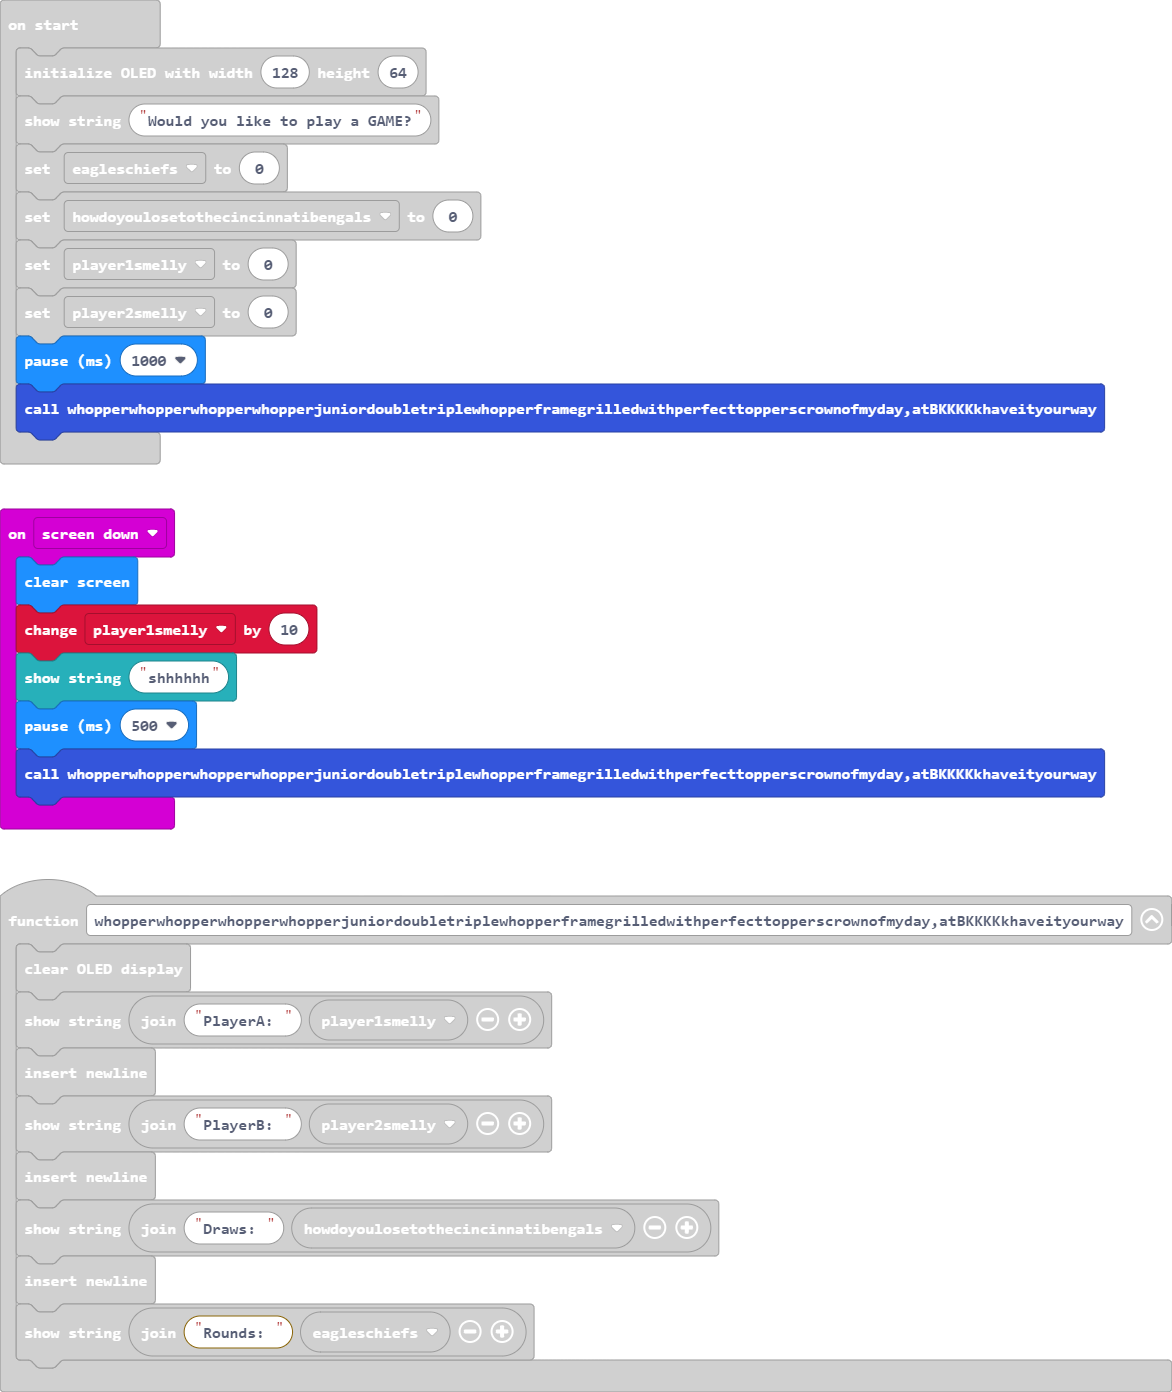 on start
initialize OLED with width 128 height 64
show string "Would you like to play a GAME?"
set eagleschiefs to 0
set howdoyoulosetothecincinnatibengals to 0
set player1smelly to 0
set player2smelly to 0
pause (ms) 1000
call whopperwhopperwhopperwhopperjuniordoubletriplewhopperframegrilledwithperfecttopperscrownofmyday,atBKKKKkhaveityourway
on screen down
clear screen
change player1smelly by 10
show string "shhhhhh"
pause (ms) 500
call whopperwhopperwhopperwhopperjuniordoubletriplewhopperframegrilledwithperfecttopperscrownofmyday,atBKKKKkhaveityourway
function whopperwhopperwhopperwhopperjuniordoubletriplewhopperframegrilledwithperfecttopperscrownofmyday,atBKKKKkhaveityourway
clear OLED display
show string join "PlayerA: " player1smelly
insert newline
show string join "PlayerB: " player2smelly
insert newline
show string join "Draws: " howdoyoulosetothecincinnatibengals
insert newline
show string join "Rounds: " eagleschiefs